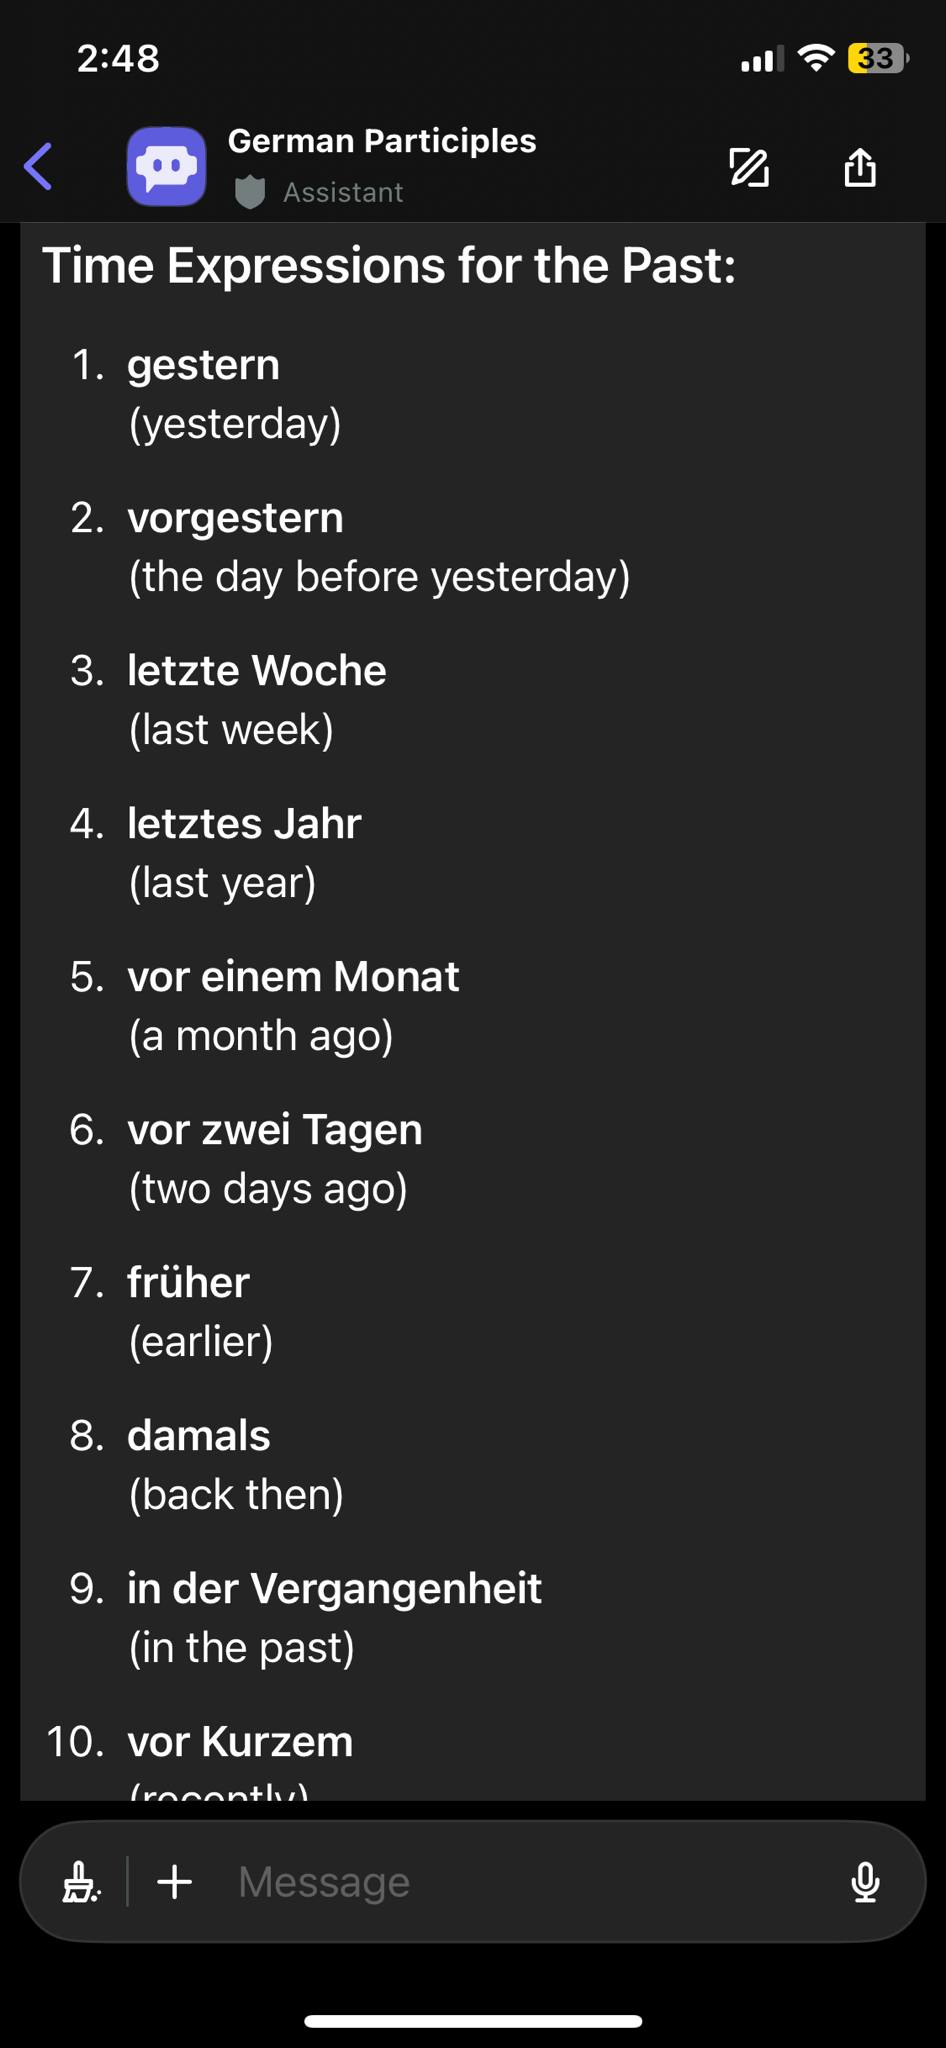 2:48
33
German Participles
Assistant
Time Expressions for the Past:
1. gestern
(yesterday)
2. vorgestern
(the day before yesterday)
3. letzte Woche
(last week)
4. letztes Jahr
(last year)
5. vor einem Monat
(a month ago)
6. vor zwei Tagen
(two days ago)
7. früher
(earlier)
8. damals
(back then)
9. in der Vergangenheit
(in the past)
10. vor Kurzem
(recently)
Message